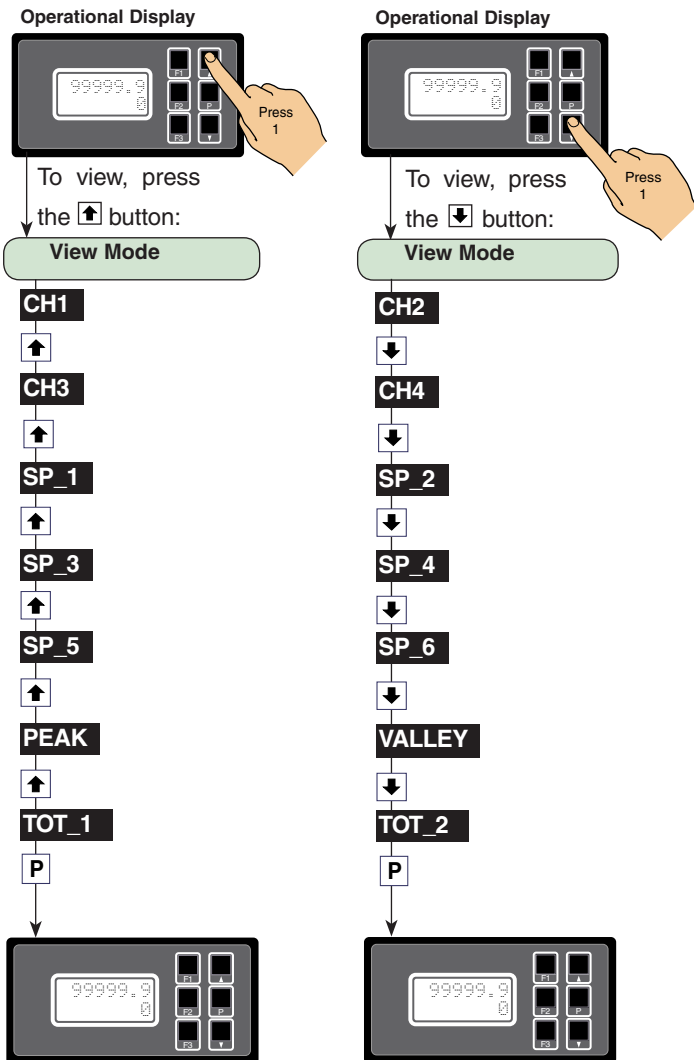 Operational Display
99999.9
0
F1
▲
F2
P
F3
▼
Press
1
To view, press
the ⬆ button:
View Mode
CH1
⬆
CH3
⬆
SP_1
⬆
SP_3
⬆
SP_5
⬆
PEAK
⬆
TOT_1
P
99999.9
0
F1
▲
F2
P
F3
▼
Operational Display
99999.9
0
F1
▲
F2
P
F3
▼
Press
1
To view, press
the ⬇ button:
View Mode
CH2
⬇
CH4
⬇
SP_2
⬇
SP_4
⬇
SP_6
⬇
VALLEY
⬇
TOT_2
P
99999.9
0
F1
▲
F2
P
F3
▼